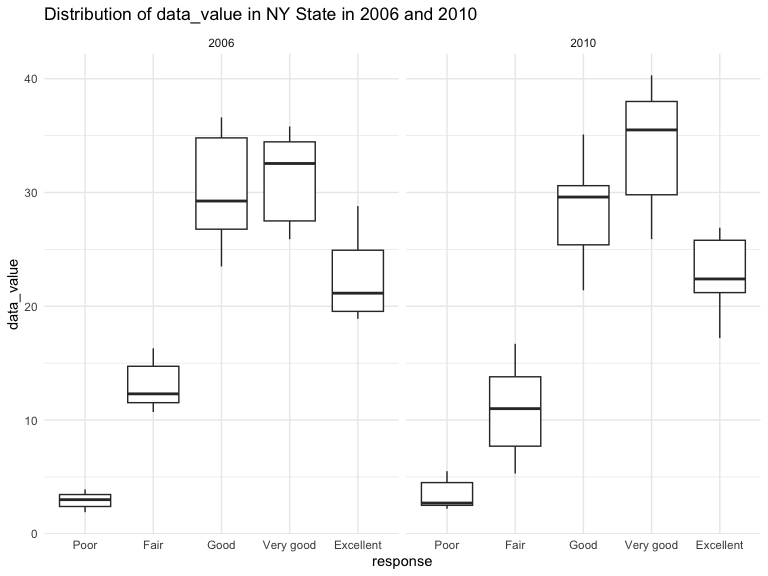 Distribution of data_value in NY State in 2006 and 2010
2006 2010
40
30
20
10
0
data_value
Poor Fair Good Very good Excellent Poor Fair Good Very good Excellent
response